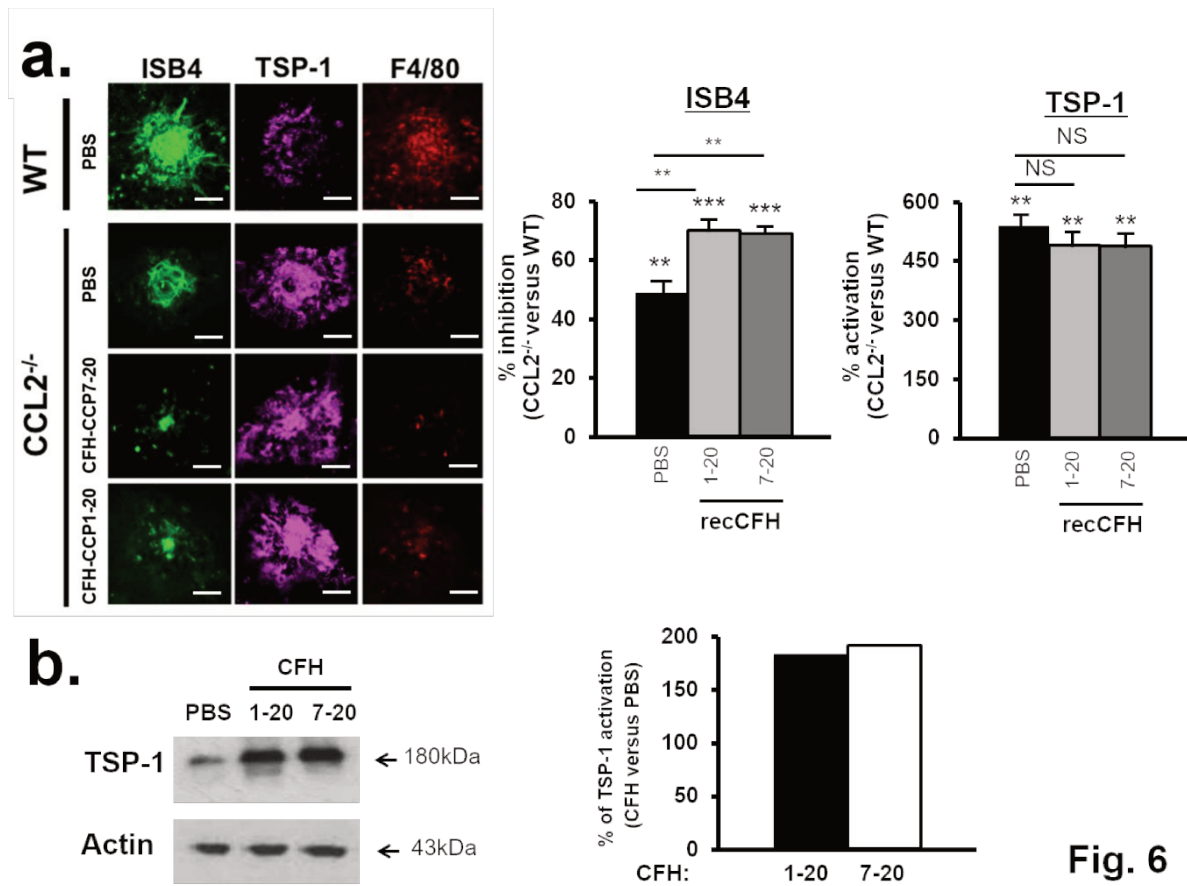 a.
ISB4 TSP-1 F4/80
WT
PBS
CCL2-/-
PBS
CFH-CCP7-20
CFH-CCP1-20
ISB4
**
**
% inhibition
(CCL2-/- versus WT)
80
60
40
20
0
** *** ***
PBS 1-20 7-20
recCFH
TSP-1
NS
NS
% activation
(CCL2-/- versus WT)
600
450
300
150
0
** ** **
PBS 1-20 7-20
recCFH
b.
CFH
PBS 1-20 7-20
TSP-1 180kDa
Actin 43kDa
% of TSP-1 activation
(CFH versus PBS)
200
150
100
50
0
CFH: 1-20 7-20
Fig. 6